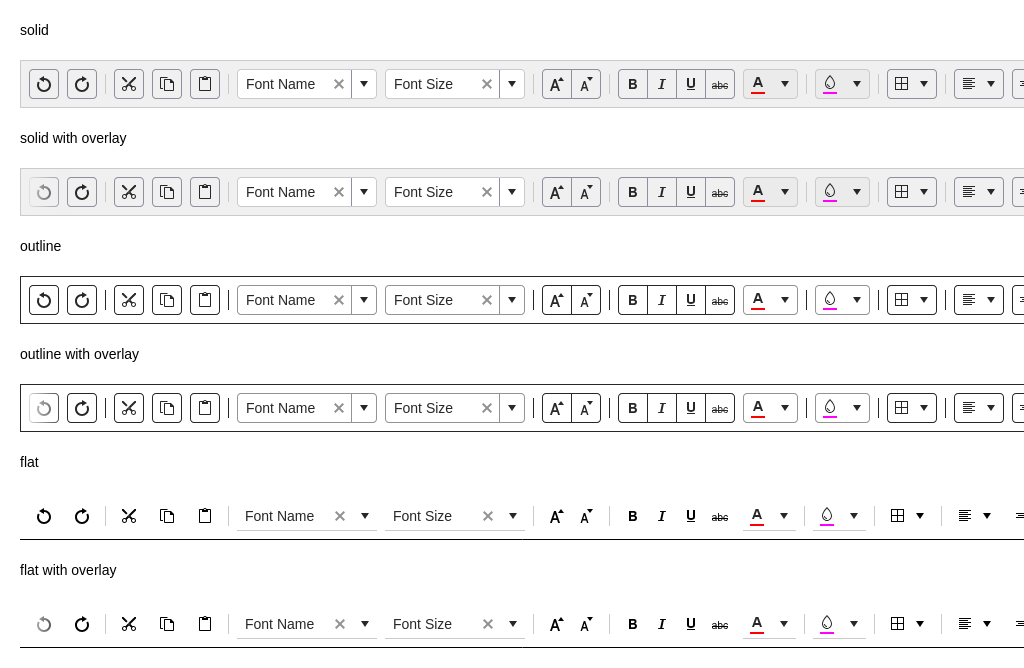 solid
Font Name Font Size A A B I U abc A
solid with overlay
Font Name Font Size A A B I U abc A
outline
Font Name Font Size A A B I U abc A
outline with overlay
Font Name Font Size A A B I U abc A
flat
Font Name Font Size A A B I U abc A
flat with overlay
Font Name Font Size A A B I U abc A